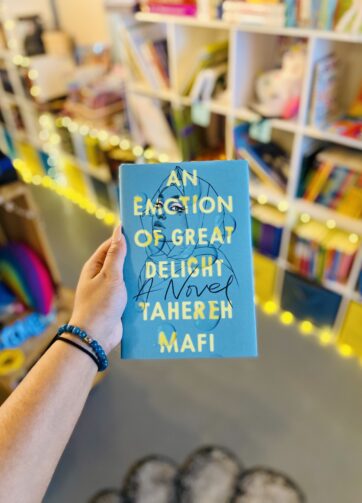 AN
EMOTION
OF GREAT
DELIGHT
A Novel
TAHEREH
MAFI